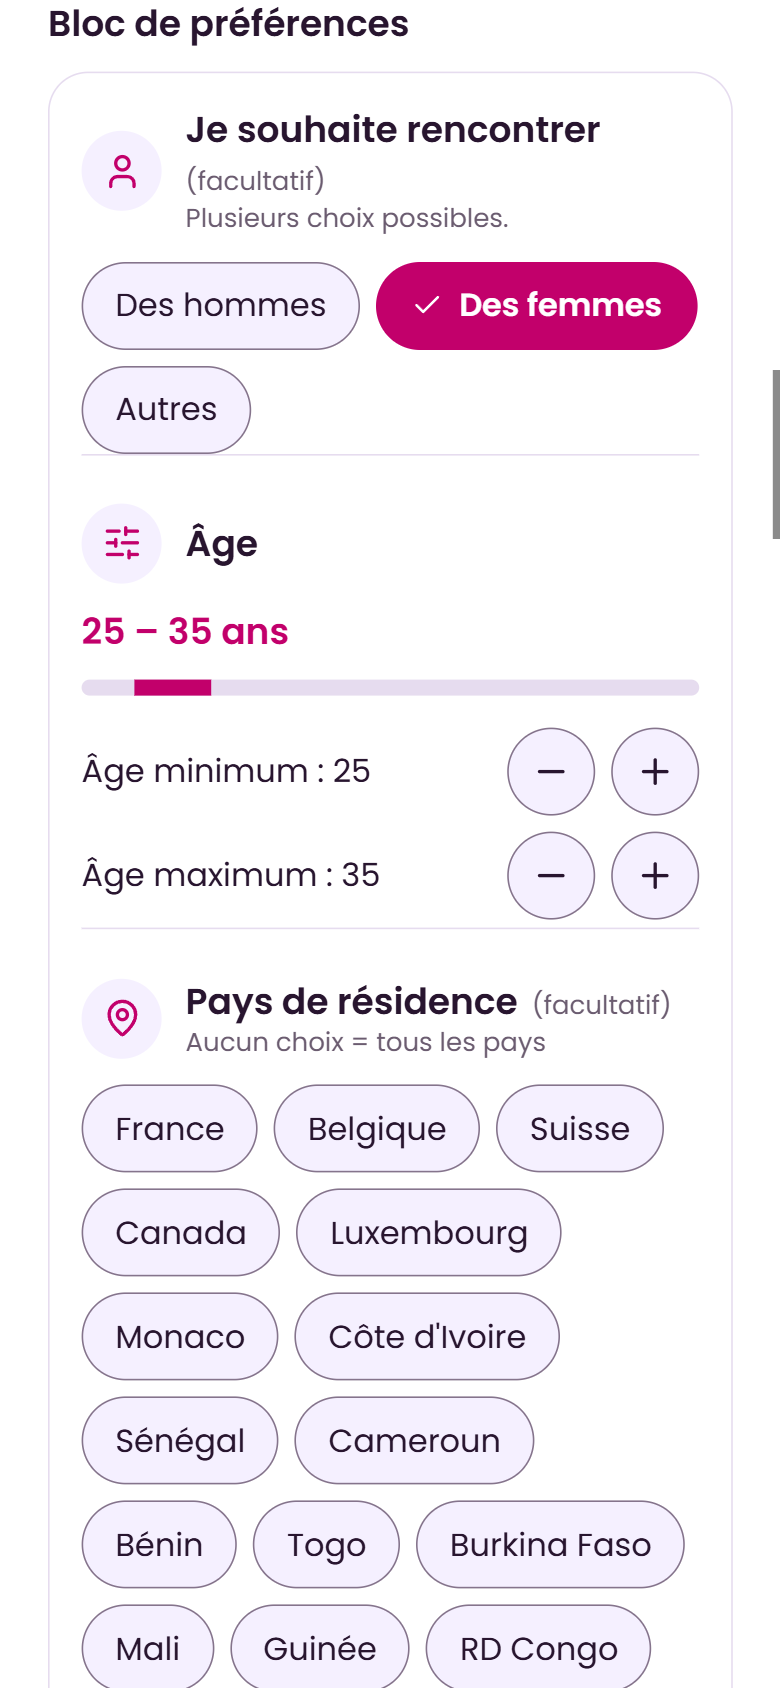 Bloc de préférences
Je souhaite rencontrer
(facultatif)
Plusieurs choix possibles.
Des hommes
Des femmes
Autres
Âge
25 – 35 ans
Âge minimum : 25
Âge maximum : 35
Pays de résidence (facultatif)
Aucun choix = tous les pays
France Belgique Suisse
Canada Luxembourg
Monaco Côte d'Ivoire
Sénégal Cameroun
Bénin Togo Burkina Faso
Mali Guinée RD Congo